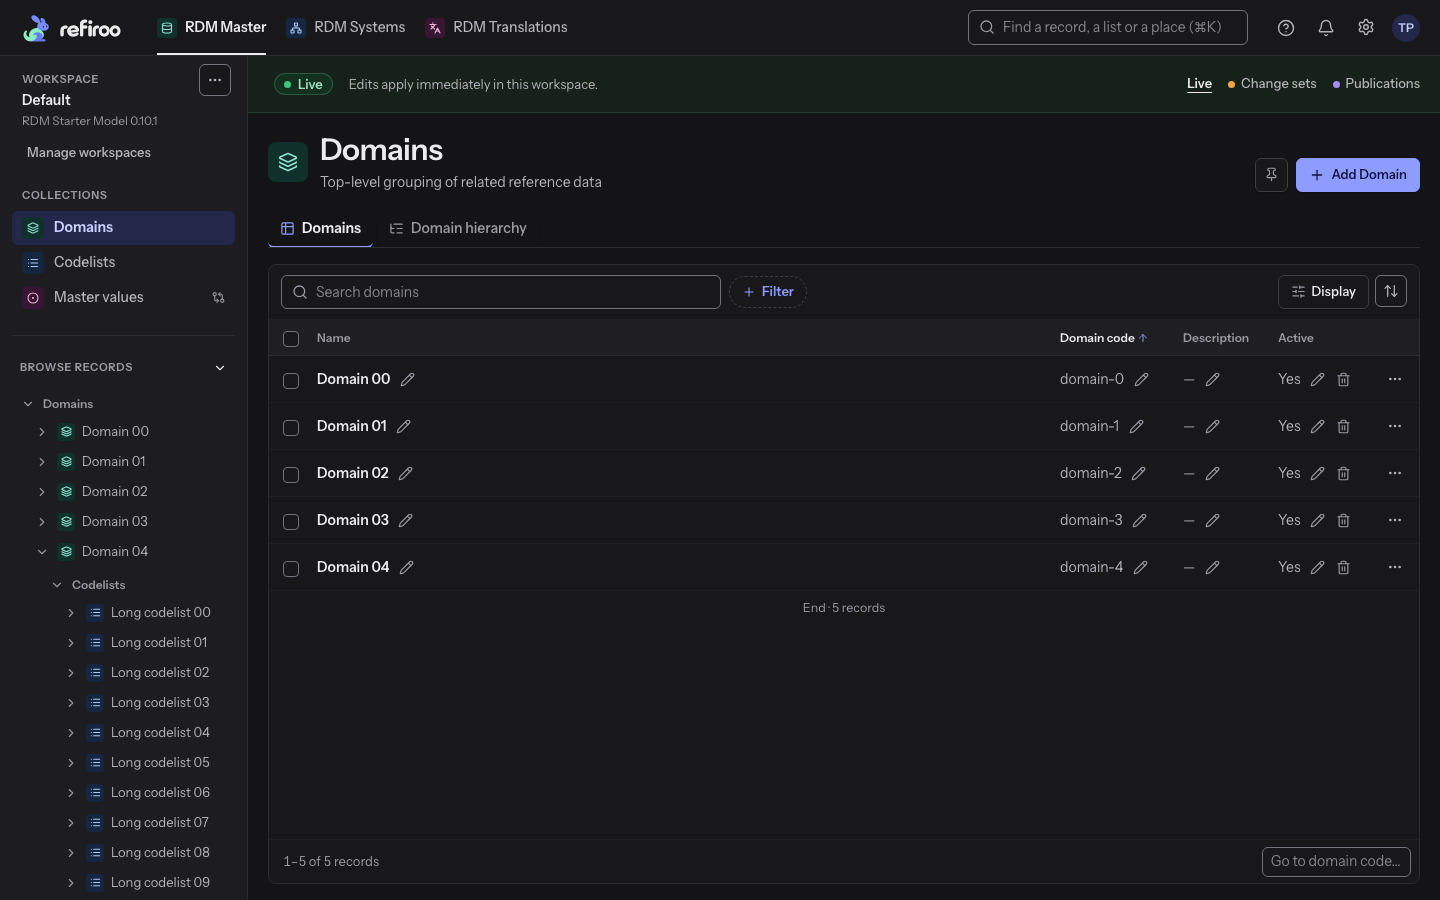 refiroo
RDM Master
RDM Systems
RDM Translations
Find a record, a list or a place (⌘K)
TP
WORKSPACE
Default
RDM Starter Model 0.10.1
Manage workspaces
COLLECTIONS
Domains
Codelists
Master values
BROWSE RECORDS
Domains
Domain 00
Domain 01
Domain 02
Domain 03
Domain 04
Codelists
Long codelist 00
Long codelist 01
Long codelist 02
Long codelist 03
Long codelist 04
Long codelist 05
Long codelist 06
Long codelist 07
Long codelist 08
Long codelist 09
Live
Edits apply immediately in this workspace.
Live
Change sets
Publications
Domains
Top-level grouping of related reference data
Add Domain
Domains
Domain hierarchy
Search domains
Filter
Display
Name Domain code Description Active
Domain 00 domain-0 — Yes
Domain 01 domain-1 — Yes
Domain 02 domain-2 — Yes
Domain 03 domain-3 — Yes
Domain 04 domain-4 — Yes
End · 5 records
1–5 of 5 records
Go to domain code...